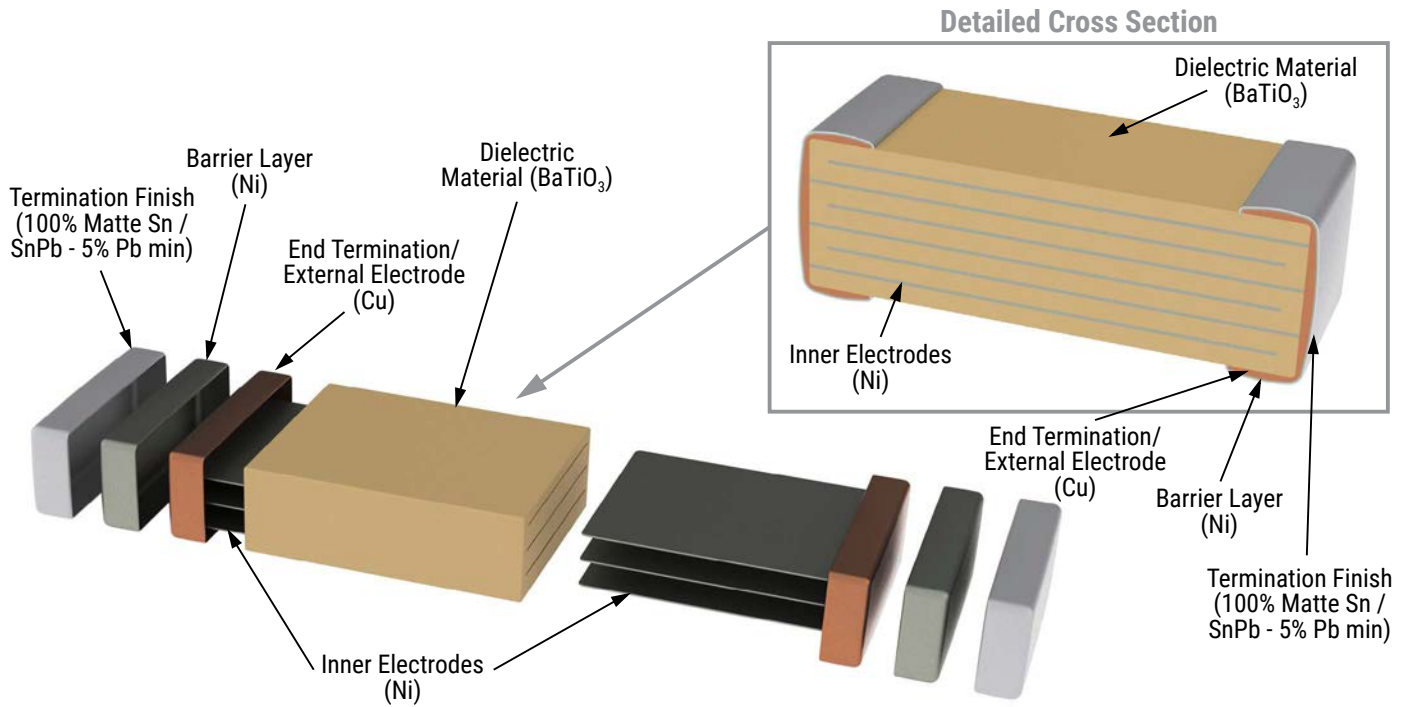 Detailed Cross Section
Dielectric Material
(BaTiO₃)
Inner Electrodes
(Ni)
End Termination/
External Electrode
(Cu)
Barrier Layer
(Ni)
Termination Finish
(100% Matte Sn /
SnPb - 5% Pb min)
Termination Finish
(100% Matte Sn /
SnPb - 5% Pb min)
Barrier Layer
(Ni)
End Termination/
External Electrode
(Cu)
Dielectric
Material (BaTiO₃)
Inner Electrodes
(Ni)